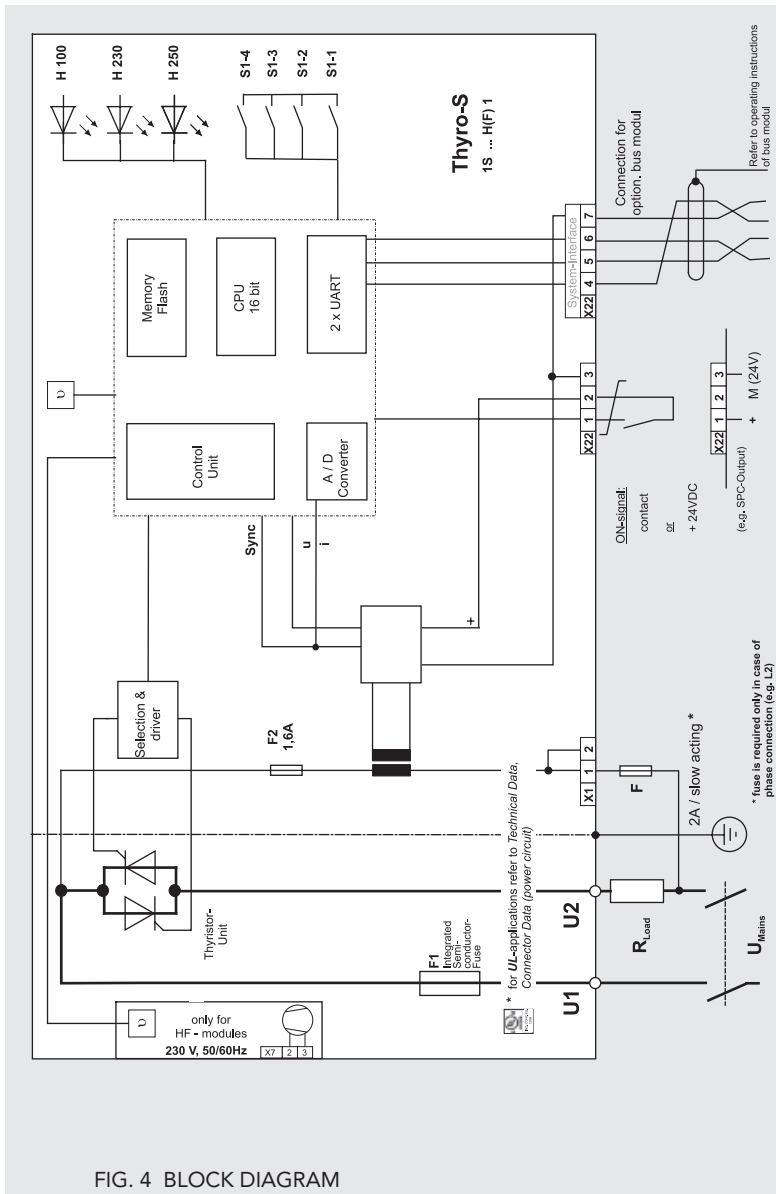 H 100
H 230
H 250
S1-4
S1-3
S1-2
S1-1
Thyro-S
1S ... H(F) 1
υ
Memory
Flash
CPU
16 bit
2 x UART
Control
Unit
A / D
Converter
Sync
u
i
+
Selection &
driver
F2
1,6A
Thyristor-
Unit
F1
Integrated
Semi-
conductor-
Fuse
υ
only for
HF - modules
230 V, 50/60Hz
X7 2 3
* for UL-applications refer to Technical Data,
Connector Data (power circuit)
U1
U2
X1 1 2
X22 1 2 3
System-Interface
X22 4 5 6 7
Connection for
option. bus modul
Refer to operating instructions
of bus modul
ON-signal:
contact
or
+ 24VDC
(e.g. SPC-Output)
X22 1 2 3
+ M (24V)
F
2A / slow acting *
* fuse is required only in case of
phase connection (e.g. L2)
RLoad
UMains
FIG. 4 BLOCK DIAGRAM